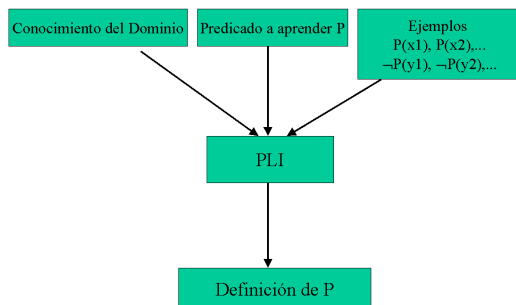 Conocimiento del Dominio
Predicado a aprender P
Ejemplos
P(x1), P(x2),...
¬P(y1), ¬P(y2),...
PLI
Definición de P